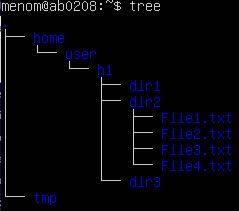 menom@ab0208:~$ tree
.
home
user
h1
dir1
dir2
File1.txt
File2.txt
File3.txt
File4.txt
dir3
tmp